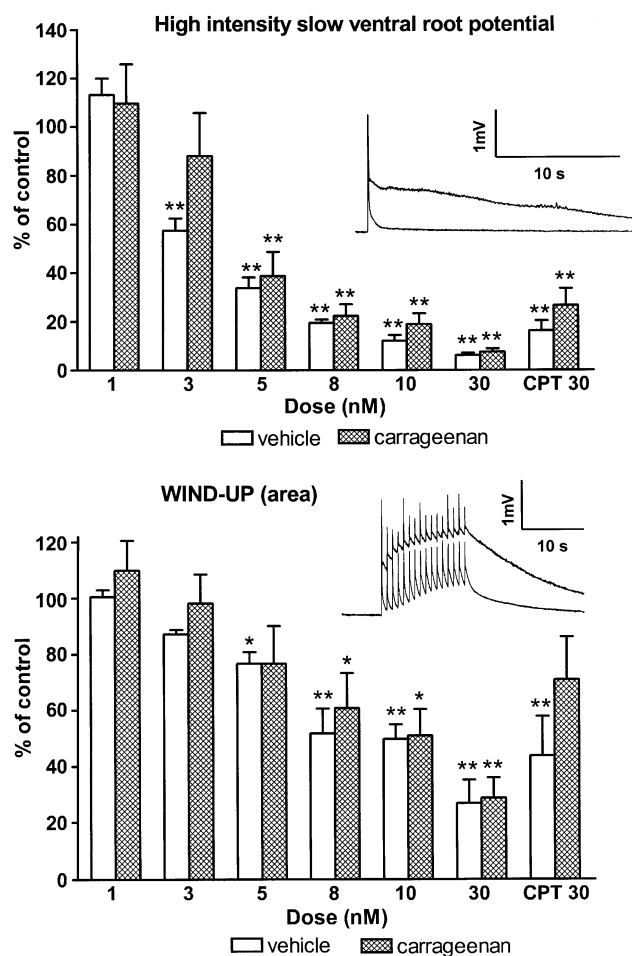 High intensity slow ventral root potential
140
120
100
80
60
40
20
0
% of control
**
**
**
**
**
**
**
**
**
**
**
1mV
10 s
1
3
5
8
10
30
CPT 30
Dose (nM)
vehicle
carrageenan
WIND-UP (area)
120
100
80
60
40
20
0
% of control
*
**
*
**
*
**
**
**
1mV
10 s
1
3
5
8
10
30
CPT 30
Dose (nM)
vehicle
carrageenan